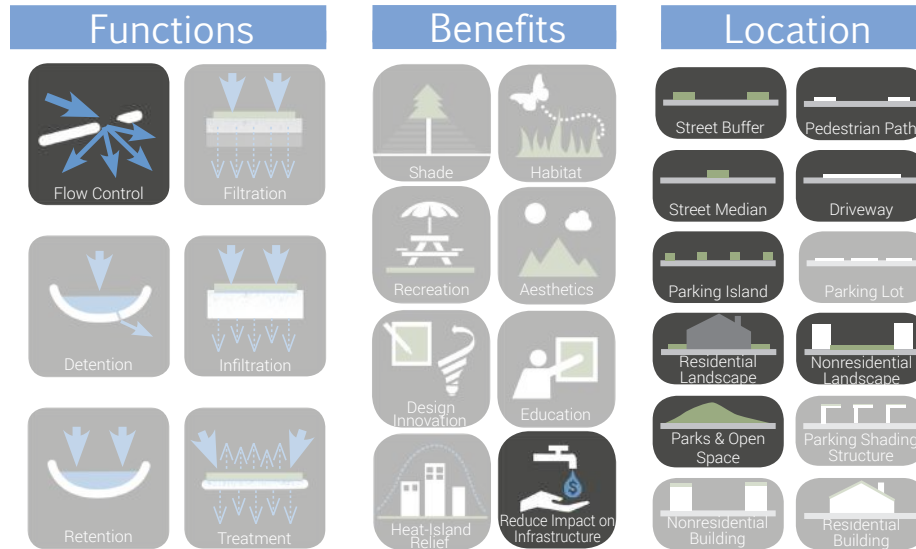 Functions
Flow Control
Filtration
Detention
Infiltration
Retention
Treatment
Benefits
Shade
Habitat
Recreation
Aesthetics
Design
Innovation
Education
Heat-Island
Relief
$
Reduce Impact on
Infrastructure
Location
Street Buffer
Pedestrian Path
Street Median
Driveway
Parking Island
Parking Lot
Residential
Landscape
Nonresidential
Landscape
Parks & Open
Space
Parking Shading
Structure
Nonresidential
Building
Residential
Building